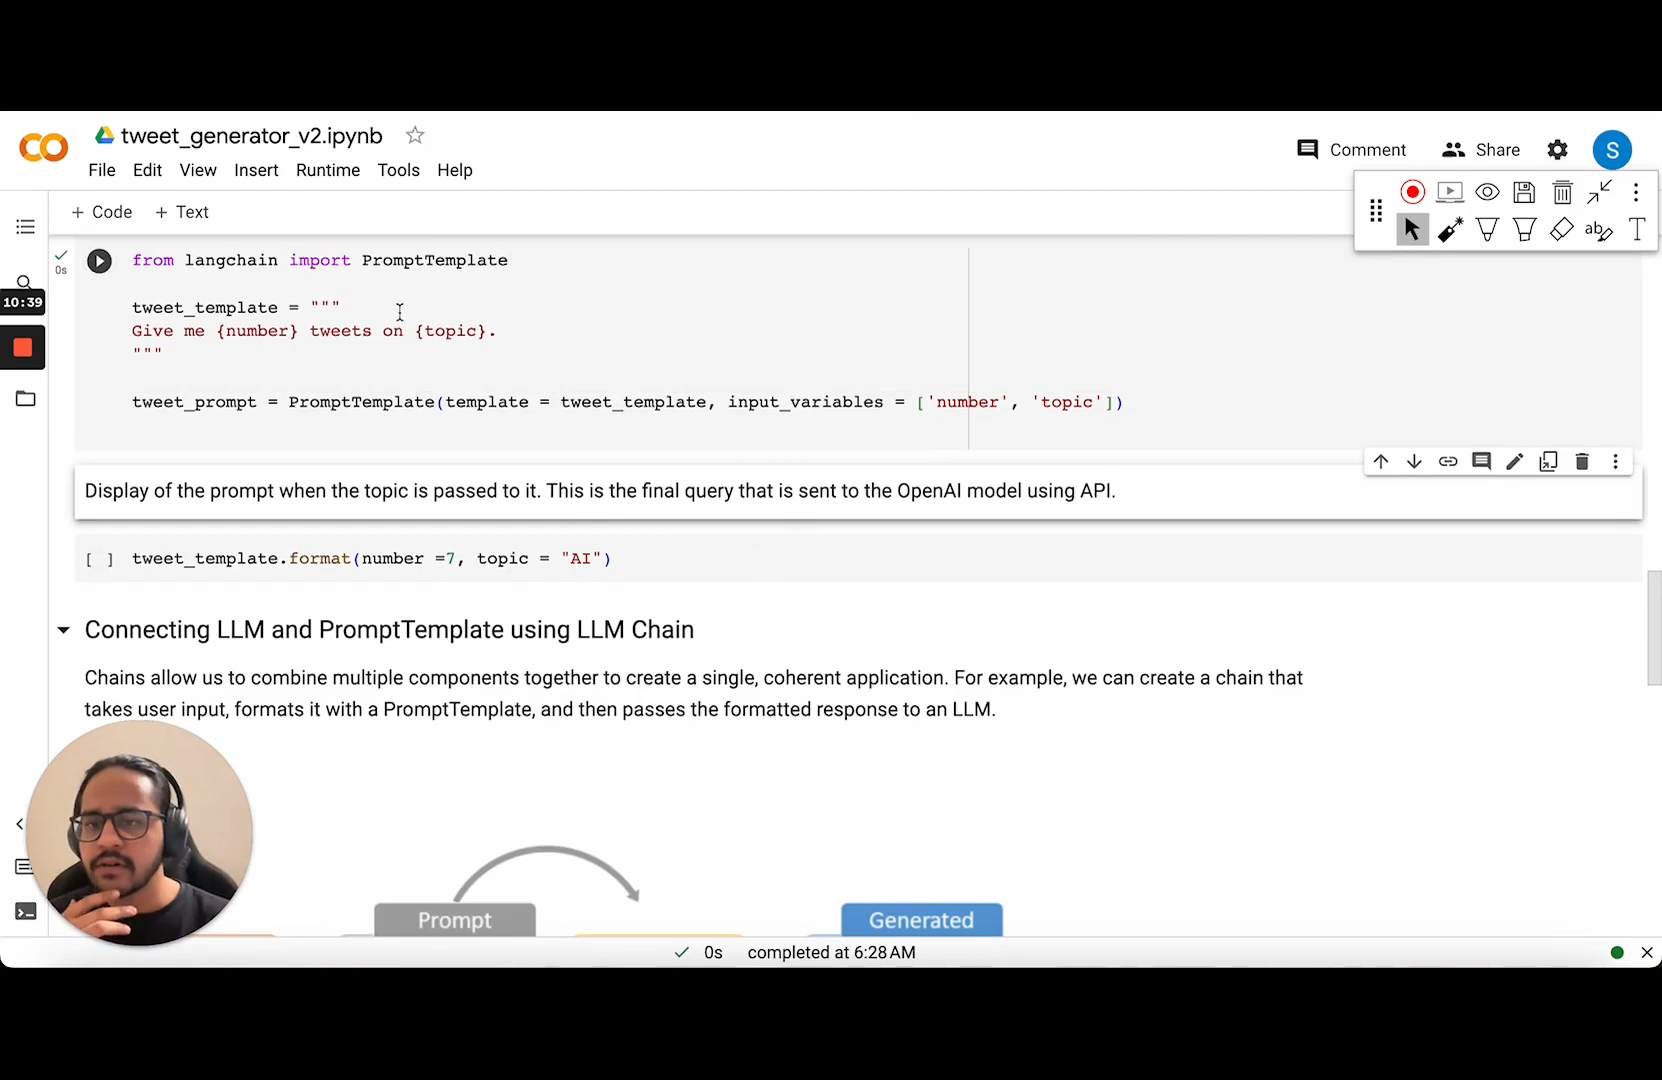 tweet_generator_v2.ipynb
File Edit View Insert Runtime Tools Help
Comment Share S
+ Code + Text
T
0s
10:39
from langchain import PromptTemplate
tweet_template = """
Give me {number} tweets on {topic}.
"""
tweet_prompt = PromptTemplate(template = tweet_template, input_variables = ['number', 'topic'])
Display of the prompt when the topic is passed to it. This is the final query that is sent to the OpenAI model using API.
[ ] tweet_template.format(number =7, topic = "AI")
Connecting LLM and PromptTemplate using LLM Chain
Chains allow us to combine multiple components together to create a single, coherent application. For example, we can create a chain that
takes user input, formats it with a PromptTemplate, and then passes the formatted response to an LLM.
Prompt
Generated
0s completed at 6:28 AM